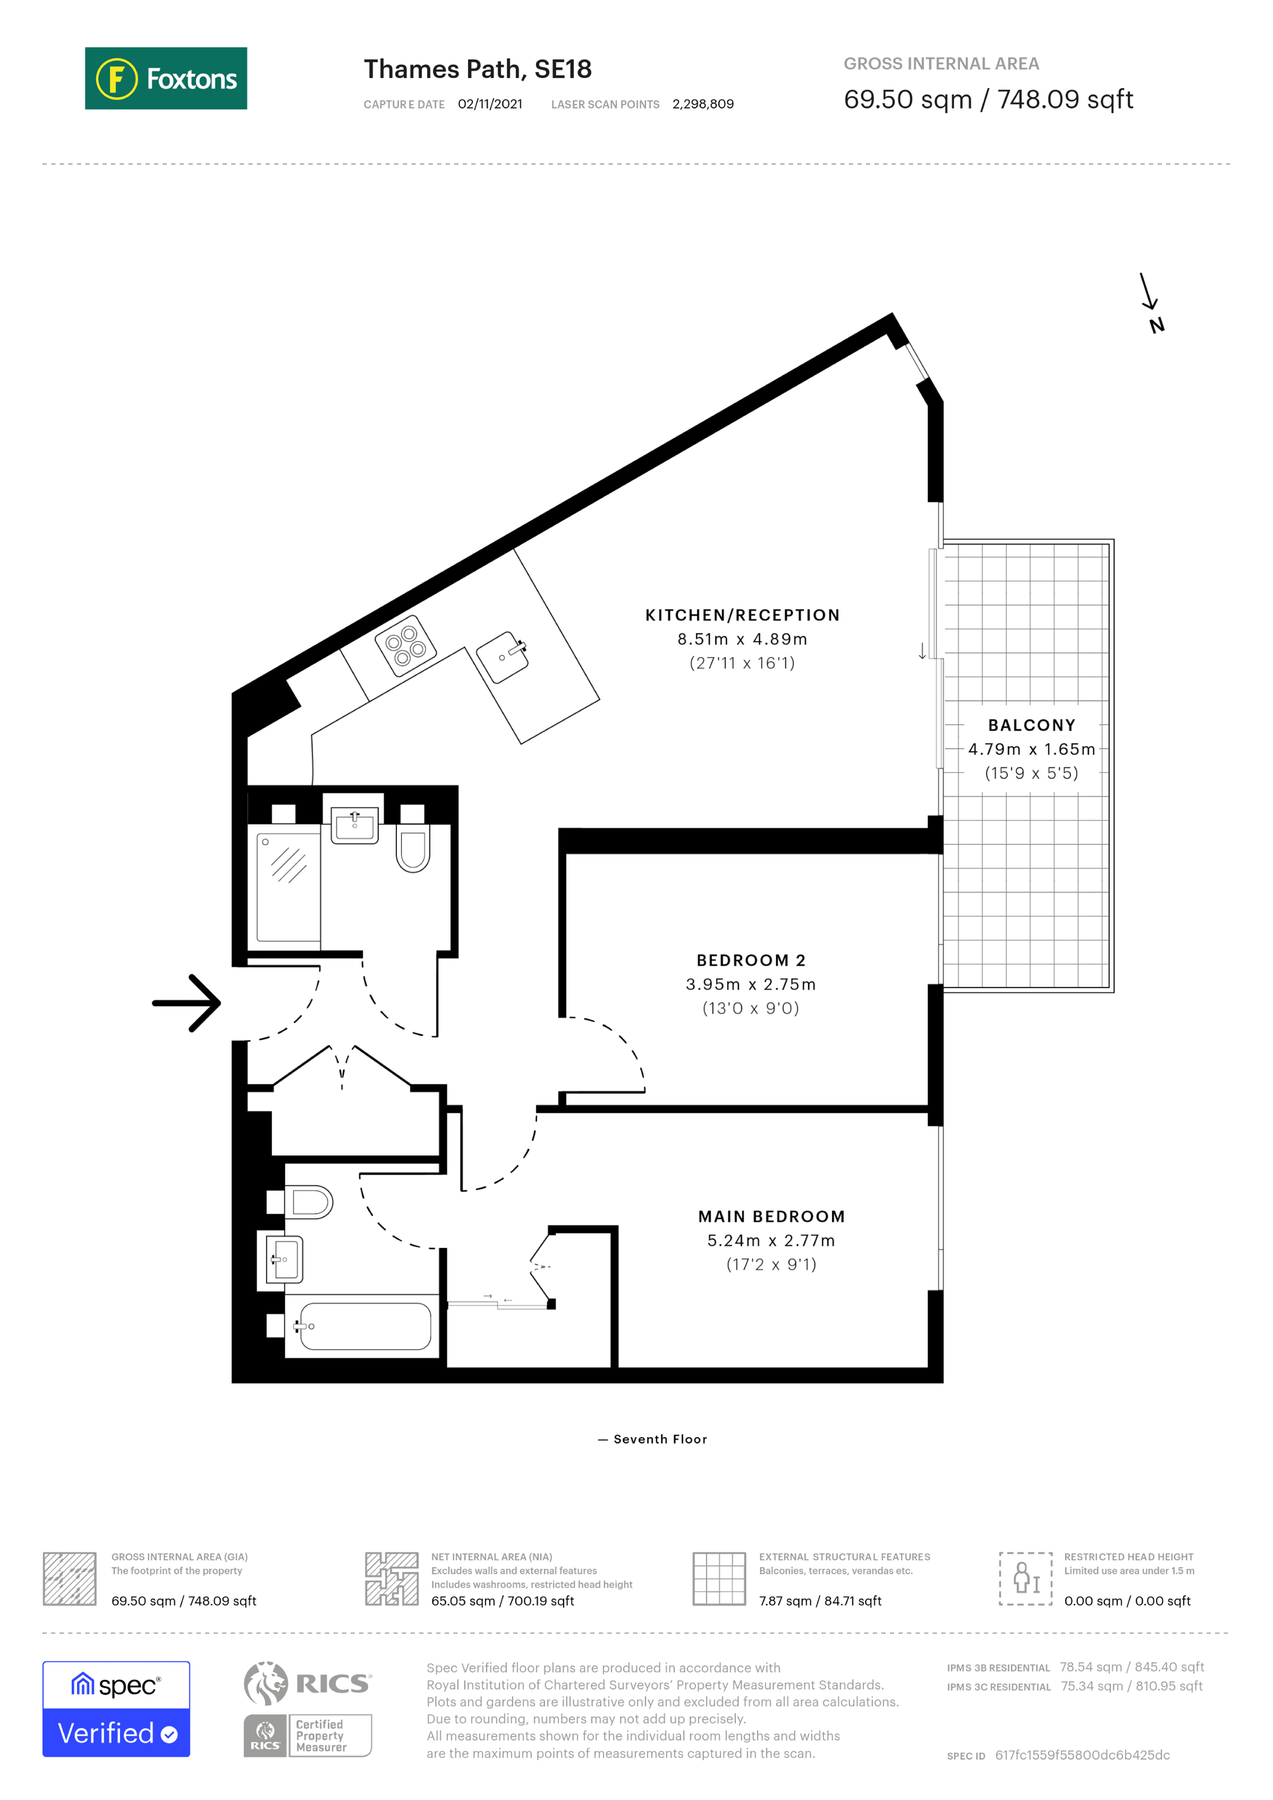 Foxtons
Thames Path, SE18
CAPTURE DATE 02/11/2021 LASER SCAN POINTS 2,298,809
GROSS INTERNAL AREA
69.50 sqm / 748.09 sqft
N
KITCHEN/RECEPTION
8.51m x 4.89m
(27'11 x 16'1)
BALCONY
4.79m x 1.65m
(15'9 x 5'5)
BEDROOM 2
3.95m x 2.75m
(13'0 x 9'0)
MAIN BEDROOM
5.24m x 2.77m
(17'2 x 9'1)
— Seventh Floor
GROSS INTERNAL AREA (GIA)
The footprint of the property
69.50 sqm / 748.09 sqft
NET INTERNAL AREA (NIA)
Excludes walls and external features
Includes washrooms, restricted head height
65.05 sqm / 700.19 sqft
EXTERNAL STRUCTURAL FEATURES
Balconies, terraces, verandas etc.
7.87 sqm / 84.71 sqft
RESTRICTED HEAD HEIGHT
Limited use area under 1.5 m
0.00 sqm / 0.00 sqft
spec®
Verified
RICS®
RICS
Certified
Property
Measurer
Spec Verified floor plans are produced in accordance with
Royal Institution of Chartered Surveyors' Property Measurement Standards.
Plots and gardens are illustrative only and excluded from all area calculations.
Due to rounding, numbers may not add up precisely.
All measurements shown for the individual room lengths and widths
are the maximum points of measurements captured in the scan.
IPMS 3B RESIDENTIAL 78.54 sqm / 845.40 sqft
IPMS 3C RESIDENTIAL 75.34 sqm / 810.95 sqft
SPEC ID 617fc1559f55800dc6b425dc